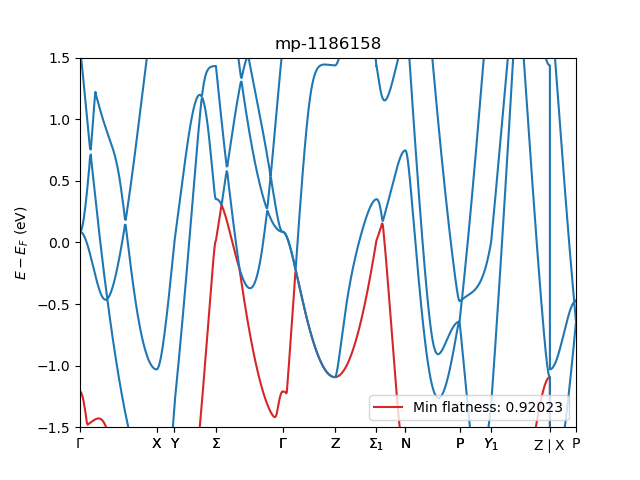 mp-1186158
1.5
1.0
0.5
0.0
−0.5
−1.0
−1.5
E − E_F (eV)
Min flatness: 0.92023
Γ X Y Σ Γ Z Σ₁ N P Y₁ Z | X P